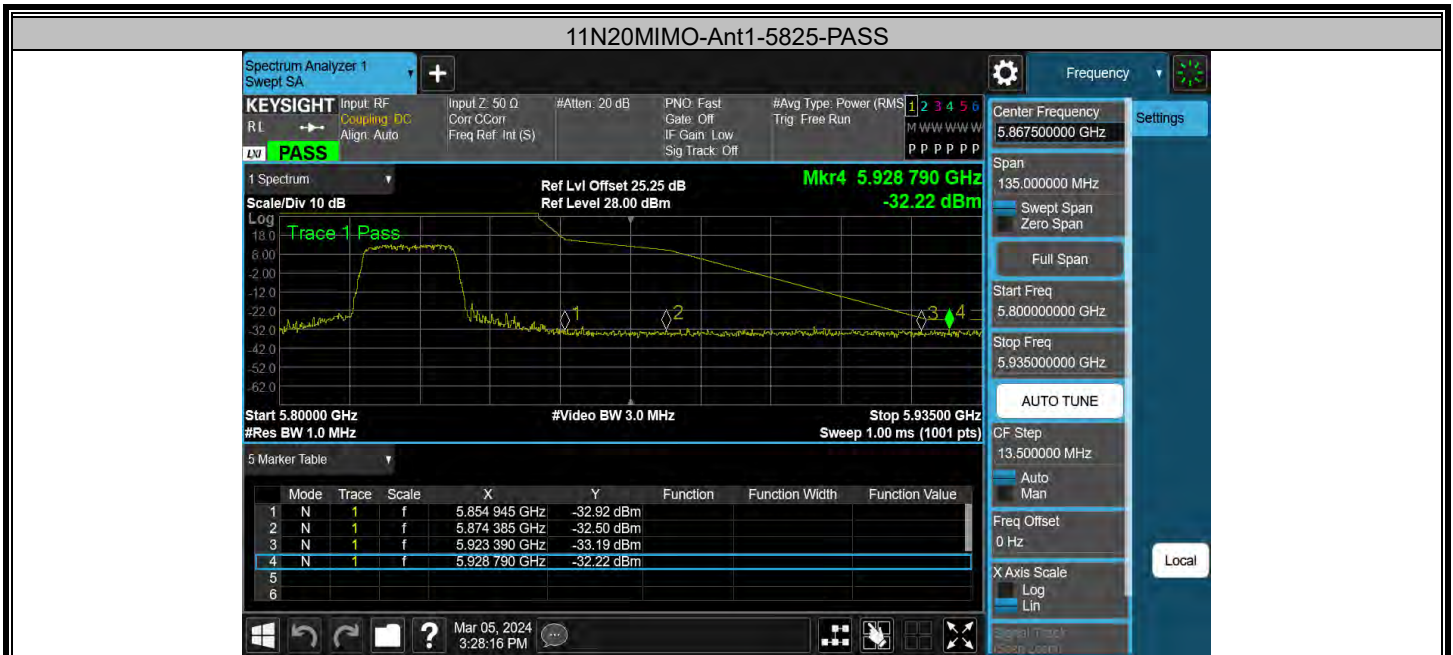 11N20MIMO-Ant1-5825-PASS
Spectrum Analyzer 1
Swept SA
+
Frequency
KEYSIGHT
RL
LXI
PASS
Input: RF
Coupling: DC
Align: Auto
Input Z: 50 Ω
Corr CCorr
Freq Ref: Int (S)
#Atten: 20 dB
PNO: Fast
Gate: Off
IF Gain: Low
Sig Track: Off
#Avg Type: Power (RMS
Trig: Free Run
1 2 3 4 5 6
M W W W W W
P P P P P P
1 Spectrum
Scale/Div 10 dB
Ref Lvl Offset 25.25 dB
Ref Level 28.00 dBm
Mkr4 5.928 790 GHz
-32.22 dBm
Log
Trace 1 Pass
18.0
8.00
-2.00
-12.0
-22.0
-32.0
-42.0
-52.0
-62.0
1
2
3
4
Start 5.80000 GHz
#Video BW 3.0 MHz
Stop 5.93500 GHz
#Res BW 1.0 MHz
Sweep 1.00 ms (1001 pts)
5 Marker Table
Mode Trace Scale X Y Function Function Width Function Value
1 N 1 f 5.854 945 GHz -32.92 dBm
2 N 1 f 5.874 385 GHz -32.50 dBm
3 N 1 f 5.923 390 GHz -33.19 dBm
4 N 1 f 5.928 790 GHz -32.22 dBm
5
6
Center Frequency
5.867500000 GHz
Settings
Span
135.000000 MHz
Swept Span
Zero Span
Full Span
Start Freq
5.800000000 GHz
Stop Freq
5.935000000 GHz
AUTO TUNE
CF Step
13.500000 MHz
Auto
Man
Freq Offset
0 Hz
X Axis Scale
Log
Lin
Signal Track
(Span Zoom)
Local
?
Mar 05, 2024
3:28:16 PM